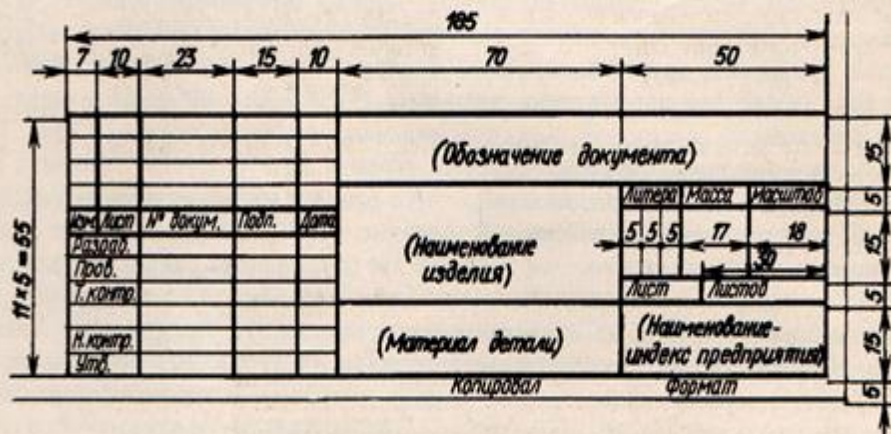 185
7 10 23 15 10 70 50
(Обозначение документа)
15
Литера Масса Масштаб
5
Изм. Лист № докум. Подп. Дата
11×5=55
Разраб.
(Наименование
изделия)
5 5 5 17 18
15
Пров.
30
Т.контр.
Лист Листов
5
(Материал детали)
(Наименование-
индекс предприятия)
15
Н.контр.
Утв.
Копировал Формат
5